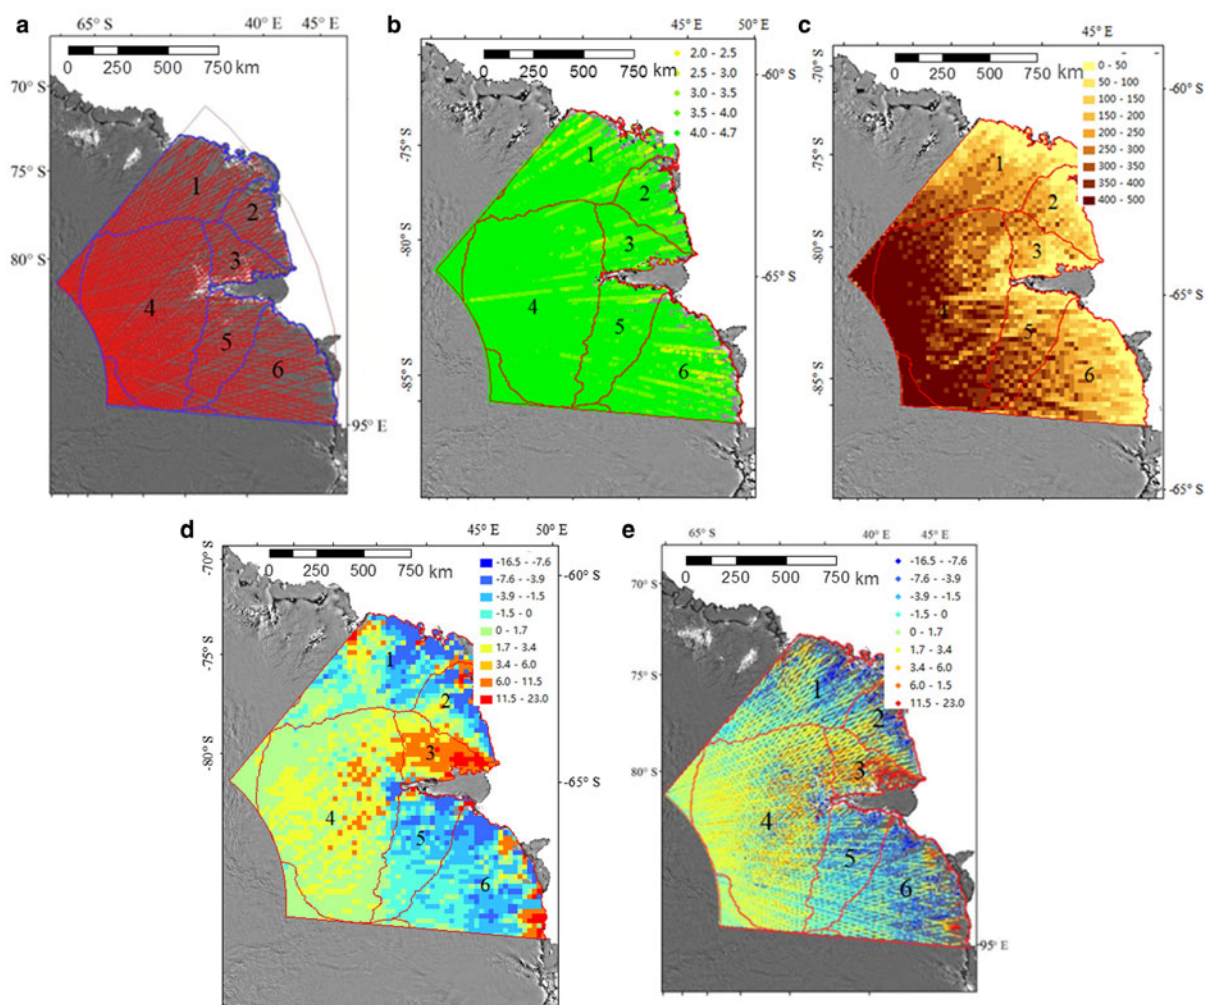 a
65° S 40° E 45° E
0 250 500 750 km
-70° S
-75° S
80° S
1
2
3
4
5
6
95° E
b
45° E 50° E
0 250 500 750 km
2.0 - 2.5
2.5 - 3.0
3.0 - 3.5
3.5 - 4.0
4.0 - 4.7
-60° S
-75° S
-80° S
-65° S
-85° S
1
2
3
4
5
6
c
45° E
0 250 500 750 km
0 - 50
50 - 100
100 - 150
150 - 200
200 - 250
250 - 300
300 - 350
350 - 400
400 - 500
-70° S
-60° S
-75° S
-80° S
-65° S
-85° S
-65° S
1
2
3
4
5
6
d
45° E 50° E
0 250 500 750 km
-16.5 - -7.6
-7.6 - -3.9
-3.9 - -1.5
-1.5 - 0
0 - 1.7
1.7 - 3.4
3.4 - 6.0
6.0 - 11.5
11.5 - 23.0
-70° S
-60° S
-75° S
-80° S
-65° S
1
2
3
4
5
6
e
65° S 40° E 45° E
0 250 500 750 km
-16.5 - -7.6
-7.6 - -3.9
-3.9 - -1.5
-1.5 - 0
0 - 1.7
1.7 - 3.4
3.4 - 6.0
6.0 - 1.5
11.5 - 23.0
70° S
75° S
80° S
1
2
3
4
5
6
95° E